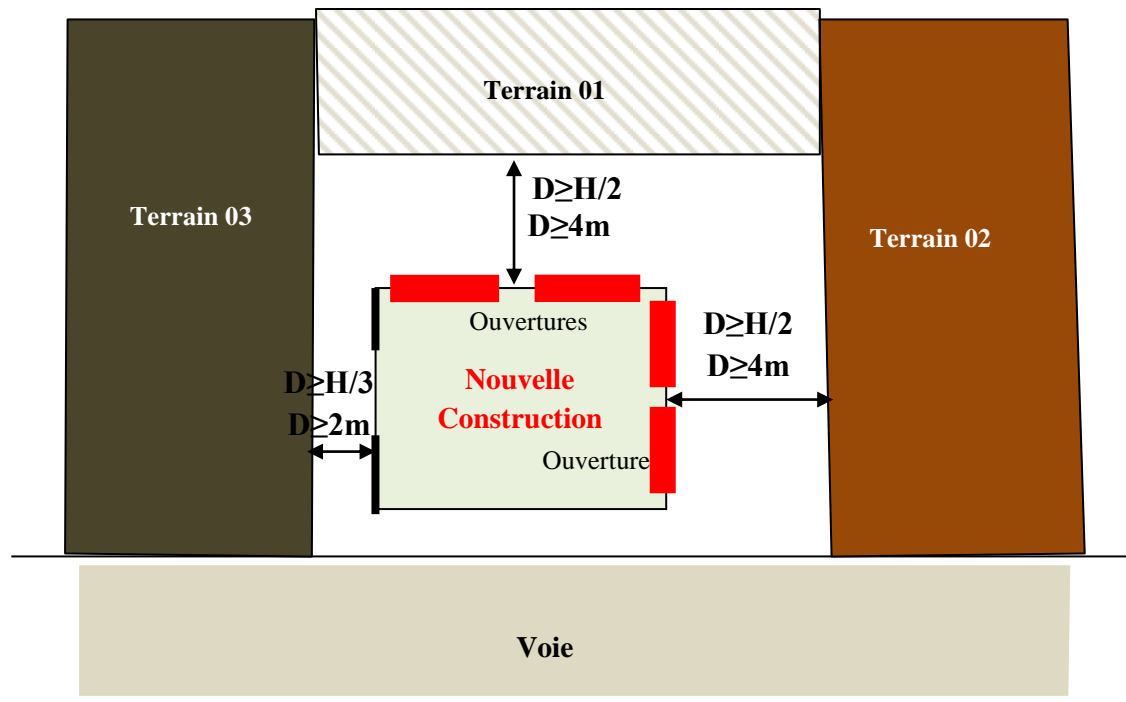 Terrain 01
D≥H/2
D≥4m
Terrain 03
Terrain 02
Ouvertures
D≥H/2
D≥4m
D≥H/3
D≥2m
Nouvelle
Construction
Ouverture
Voie